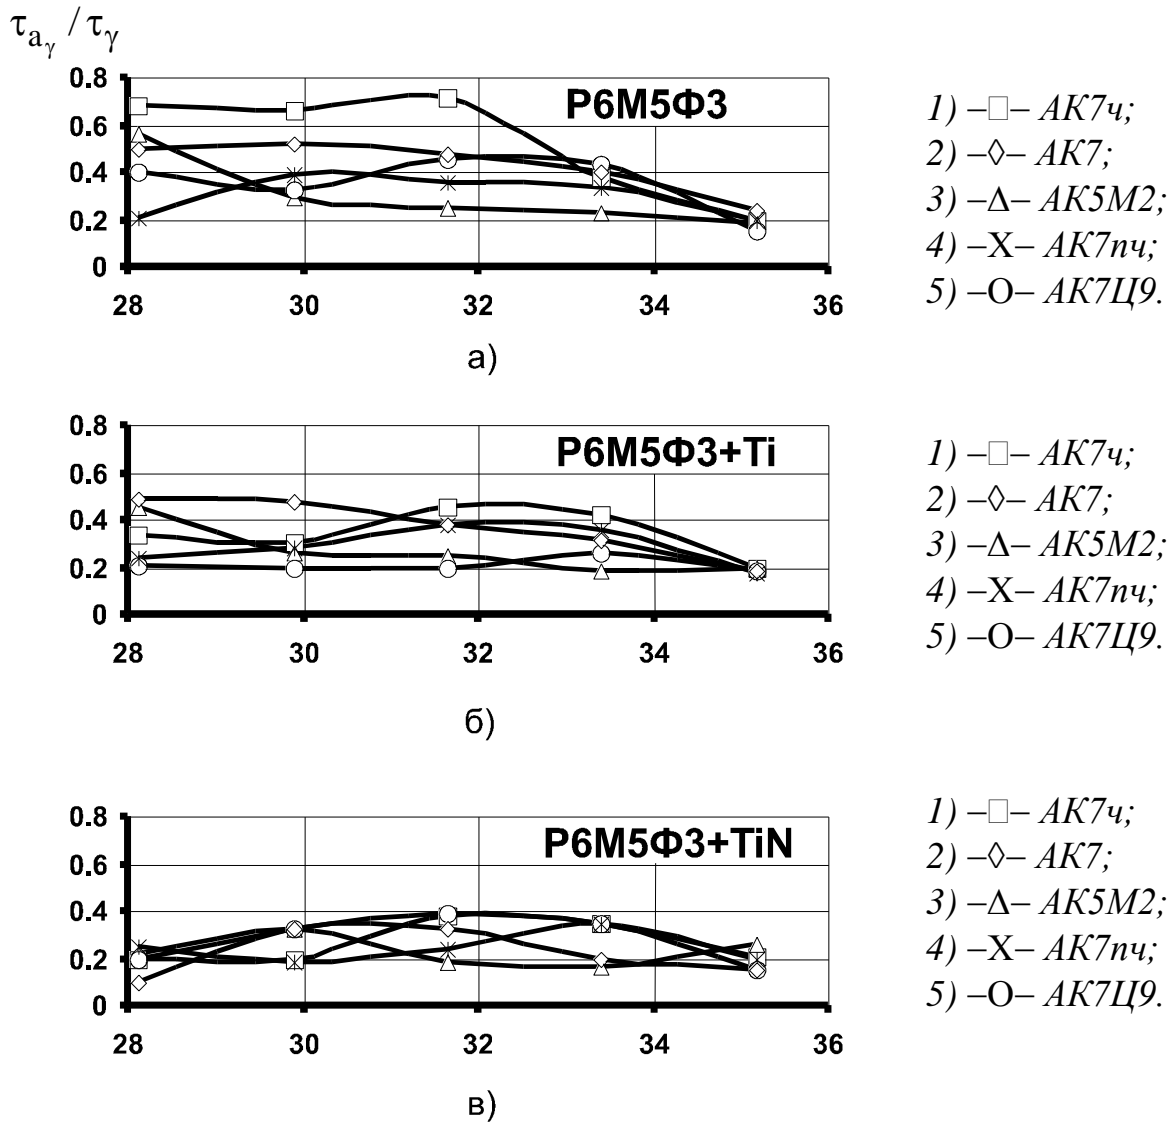 τaγ / τγ
0.8
Р6М5Ф3
0.6
0.4
0.2
0
28 30 32 34 36
а)
1) –□– АК7ч;
2) –◊– АК7;
3) –Δ– АК5М2;
4) –X– АК7пч;
5) –O– АК7Ц9.
0.8
Р6М5Ф3+Ti
0.6
0.4
0.2
0
28 30 32 34 36
б)
1) –□– АК7ч;
2) –◊– АК7;
3) –Δ– АК5М2;
4) –X– АК7пч;
5) –O– АК7Ц9.
0.8
Р6М5Ф3+TiN
0.6
0.4
0.2
0
28 30 32 34 36
в)
1) –□– АК7ч;
2) –◊– АК7;
3) –Δ– АК5М2;
4) –X– АК7пч;
5) –O– АК7Ц9.